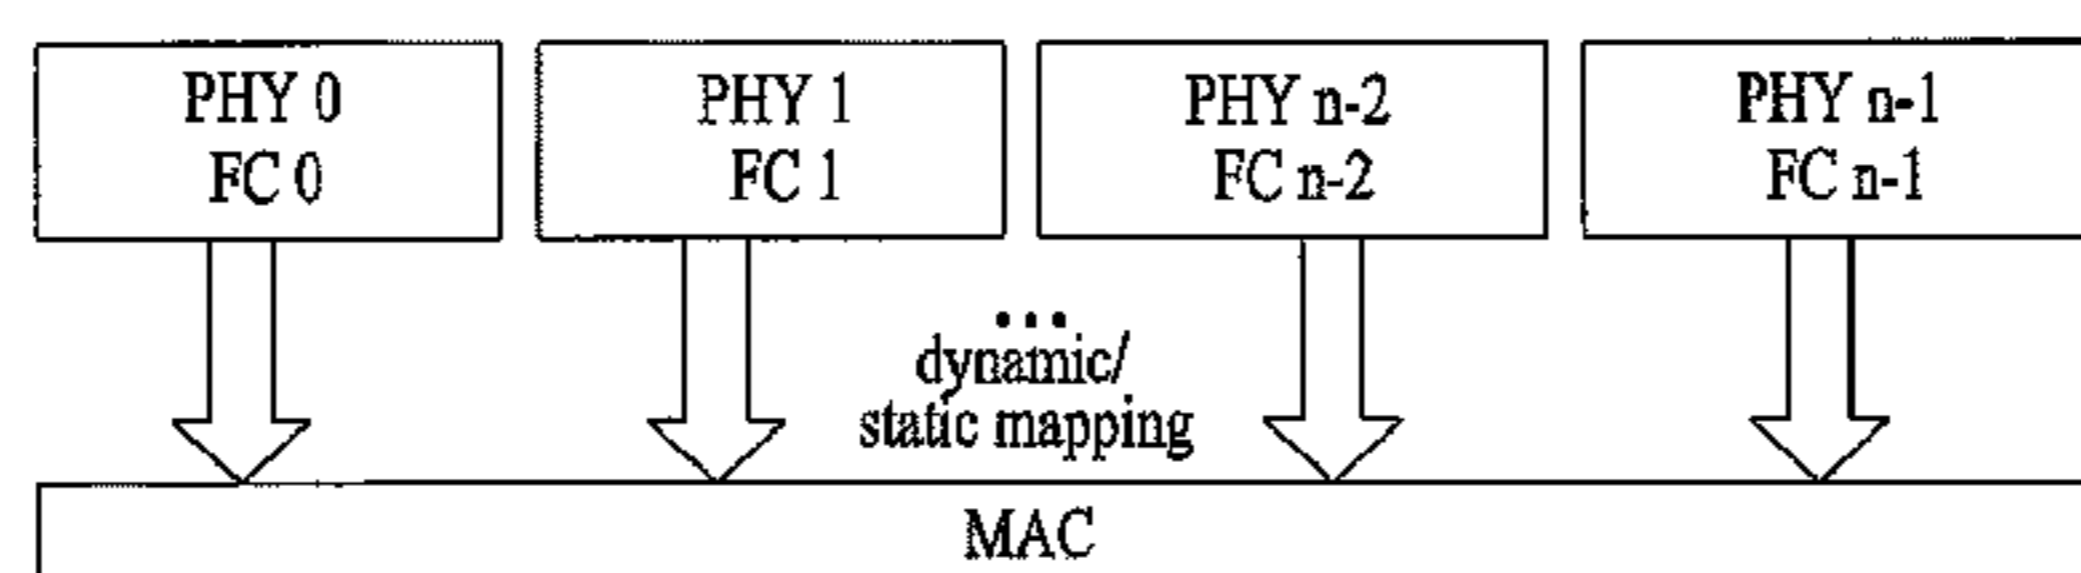 PHY 0
FC 0
PHY 1
FC 1
PHY n-2
FC n-2
PHY n-1
FC n-1
...
dynamic/
static mapping
MAC